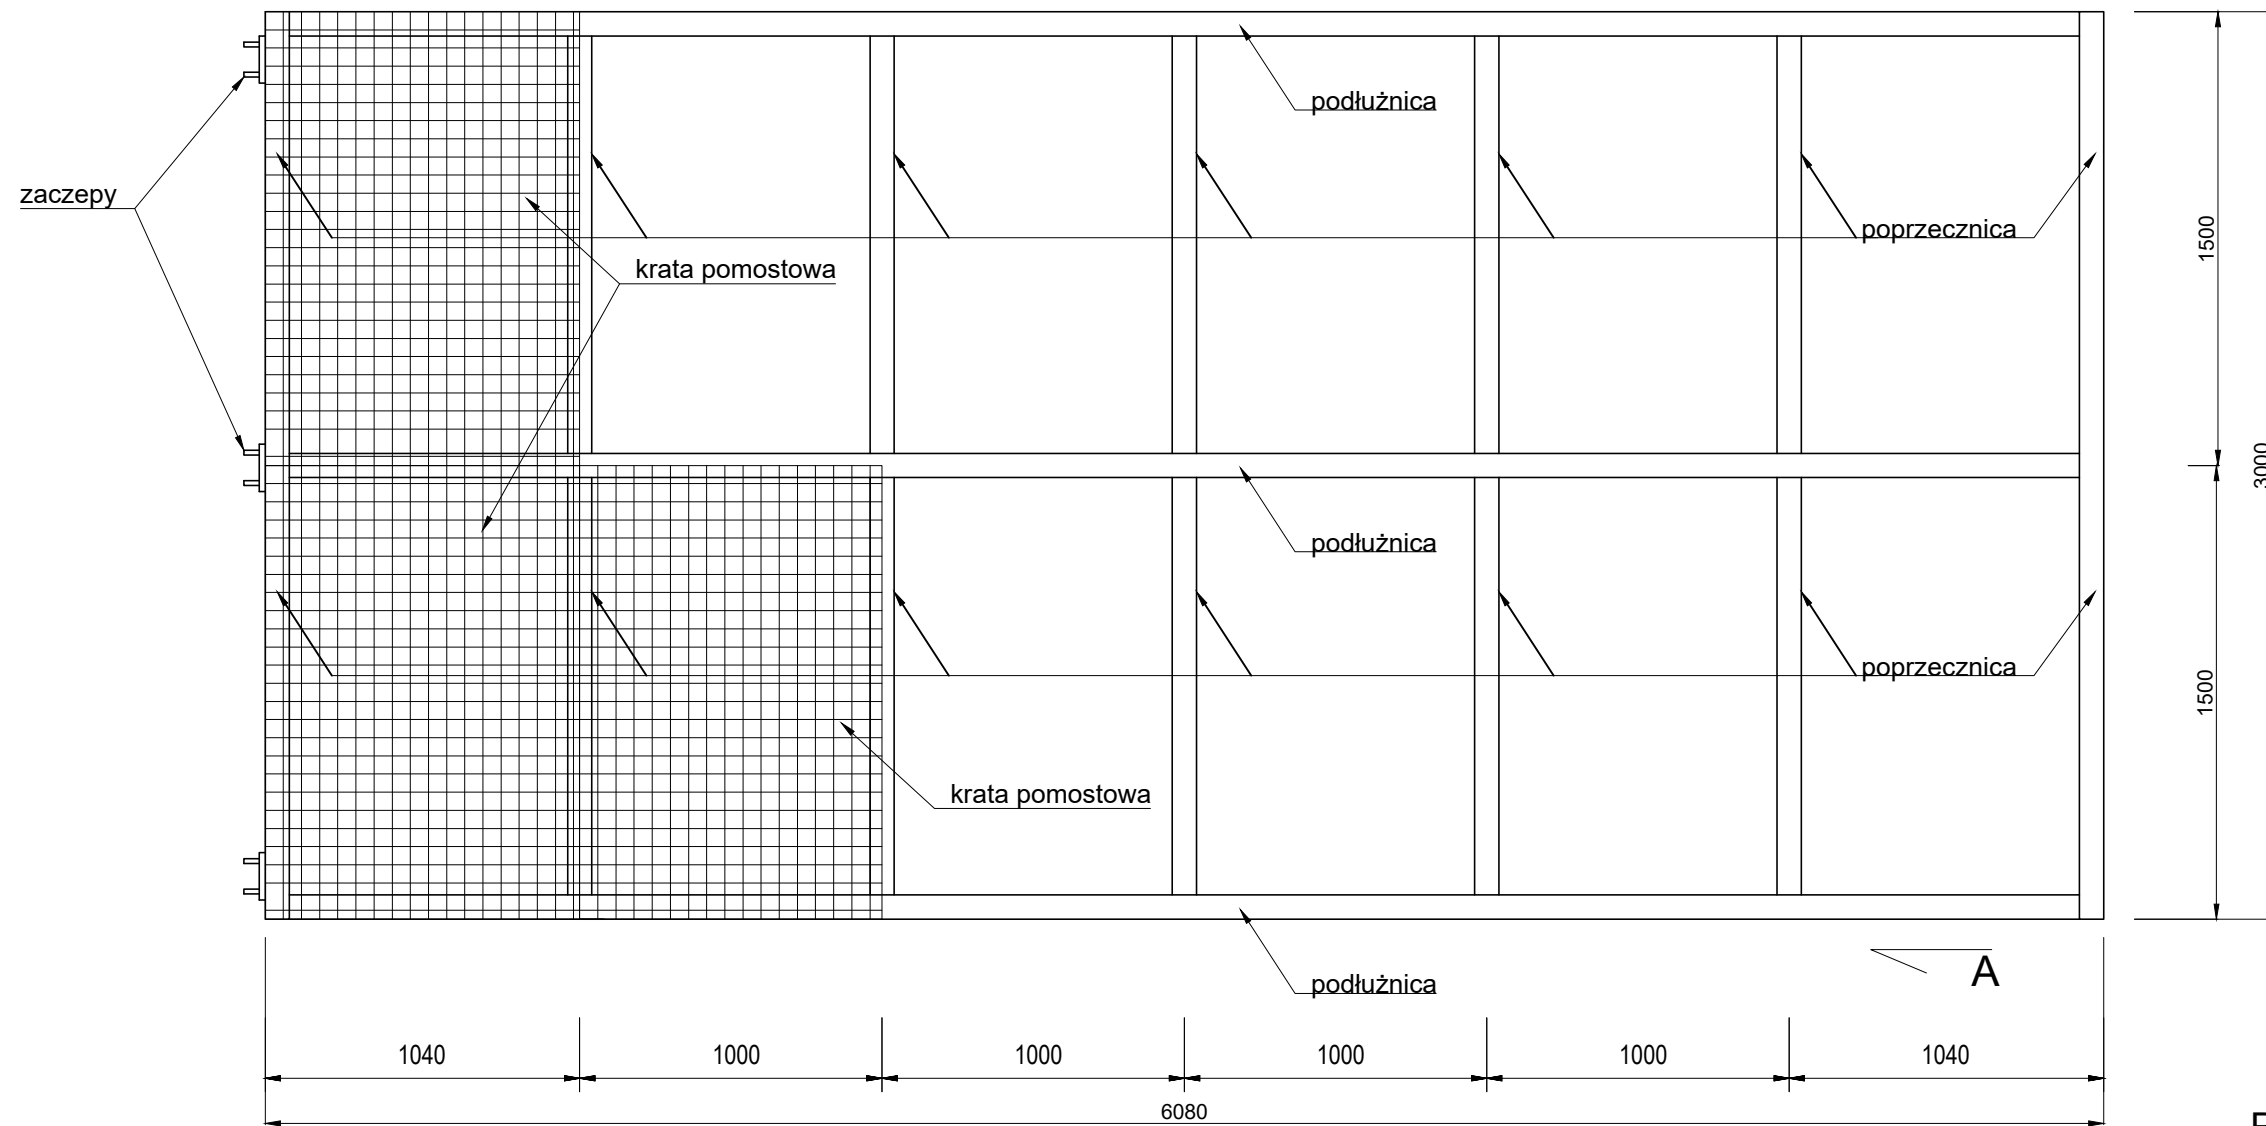 podłużnica
zaczepy
poprzecznica
1500
krata pomostowa
3000
podłużnica
poprzecznica
1500
krata pomostowa
podłużnica
A
1040
1000
1000
1000
1000
1040
6080